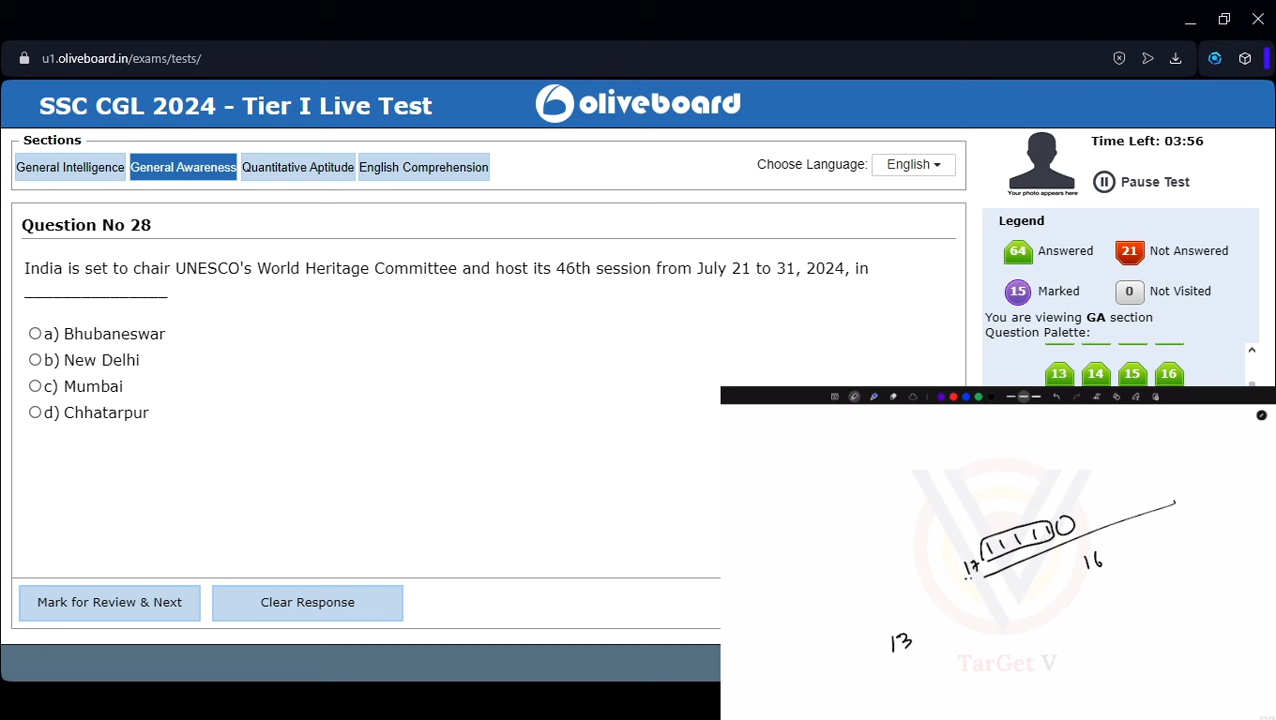 u1.oliveboard.in/exams/tests/
SSC CGL 2024 - Tier I Live Test
oliveboard
Sections
General Intelligence
General Awareness
Quantitative Aptitude
English Comprehension
Choose Language:
English
Your photo appears here
Time Left: 03:56
Pause Test
Question No 28
India is set to chair UNESCO's World Heritage Committee and host its 46th session from July 21 to 31, 2024, in
_______________
a) Bhubaneswar
b) New Delhi
c) Mumbai
d) Chhatarpur
Mark for Review & Next
Clear Response
Legend
64 Answered
21 Not Answered
15 Marked
0 Not Visited
You are viewing GA section
Question Palette:
13 14 15 16
17
16
13
TarGet V